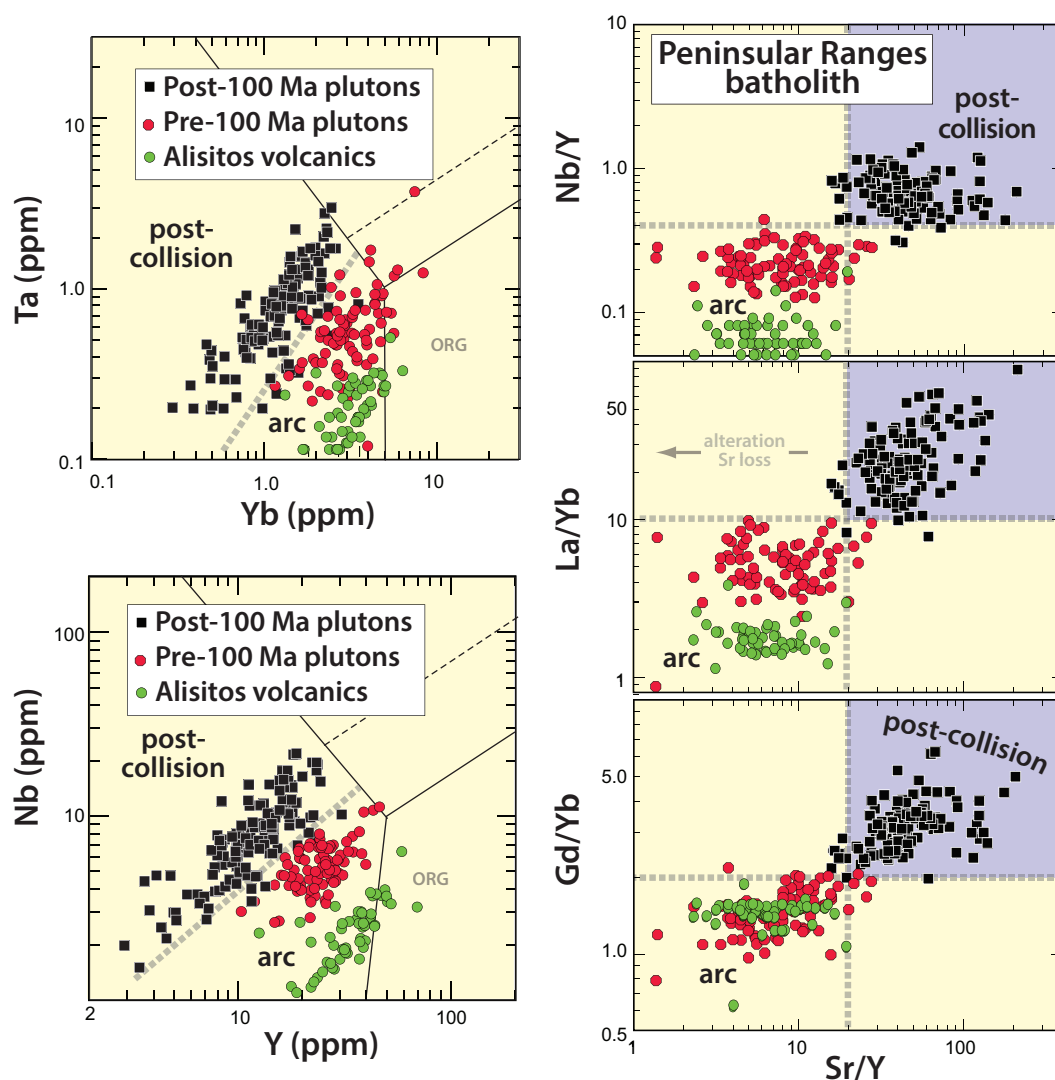 Post-100 Ma plutons
Pre-100 Ma plutons
Alisitos volcanics
post-
collision
arc
ORG
Ta (ppm)
10
1.0
0.1
0.1
1.0
10
Yb (ppm)
Post-100 Ma plutons
Pre-100 Ma plutons
Alisitos volcanics
post-
collision
arc
ORG
Nb (ppm)
100
10
2
10
100
Y (ppm)
Peninsular Ranges
batholith
post-
collision
arc
Nb/Y
10
1.0
0.1
alteration
Sr loss
arc
La/Yb
50
10
1
post-collision
arc
Gd/Yb
5.0
1.0
0.5
1
10
100
Sr/Y